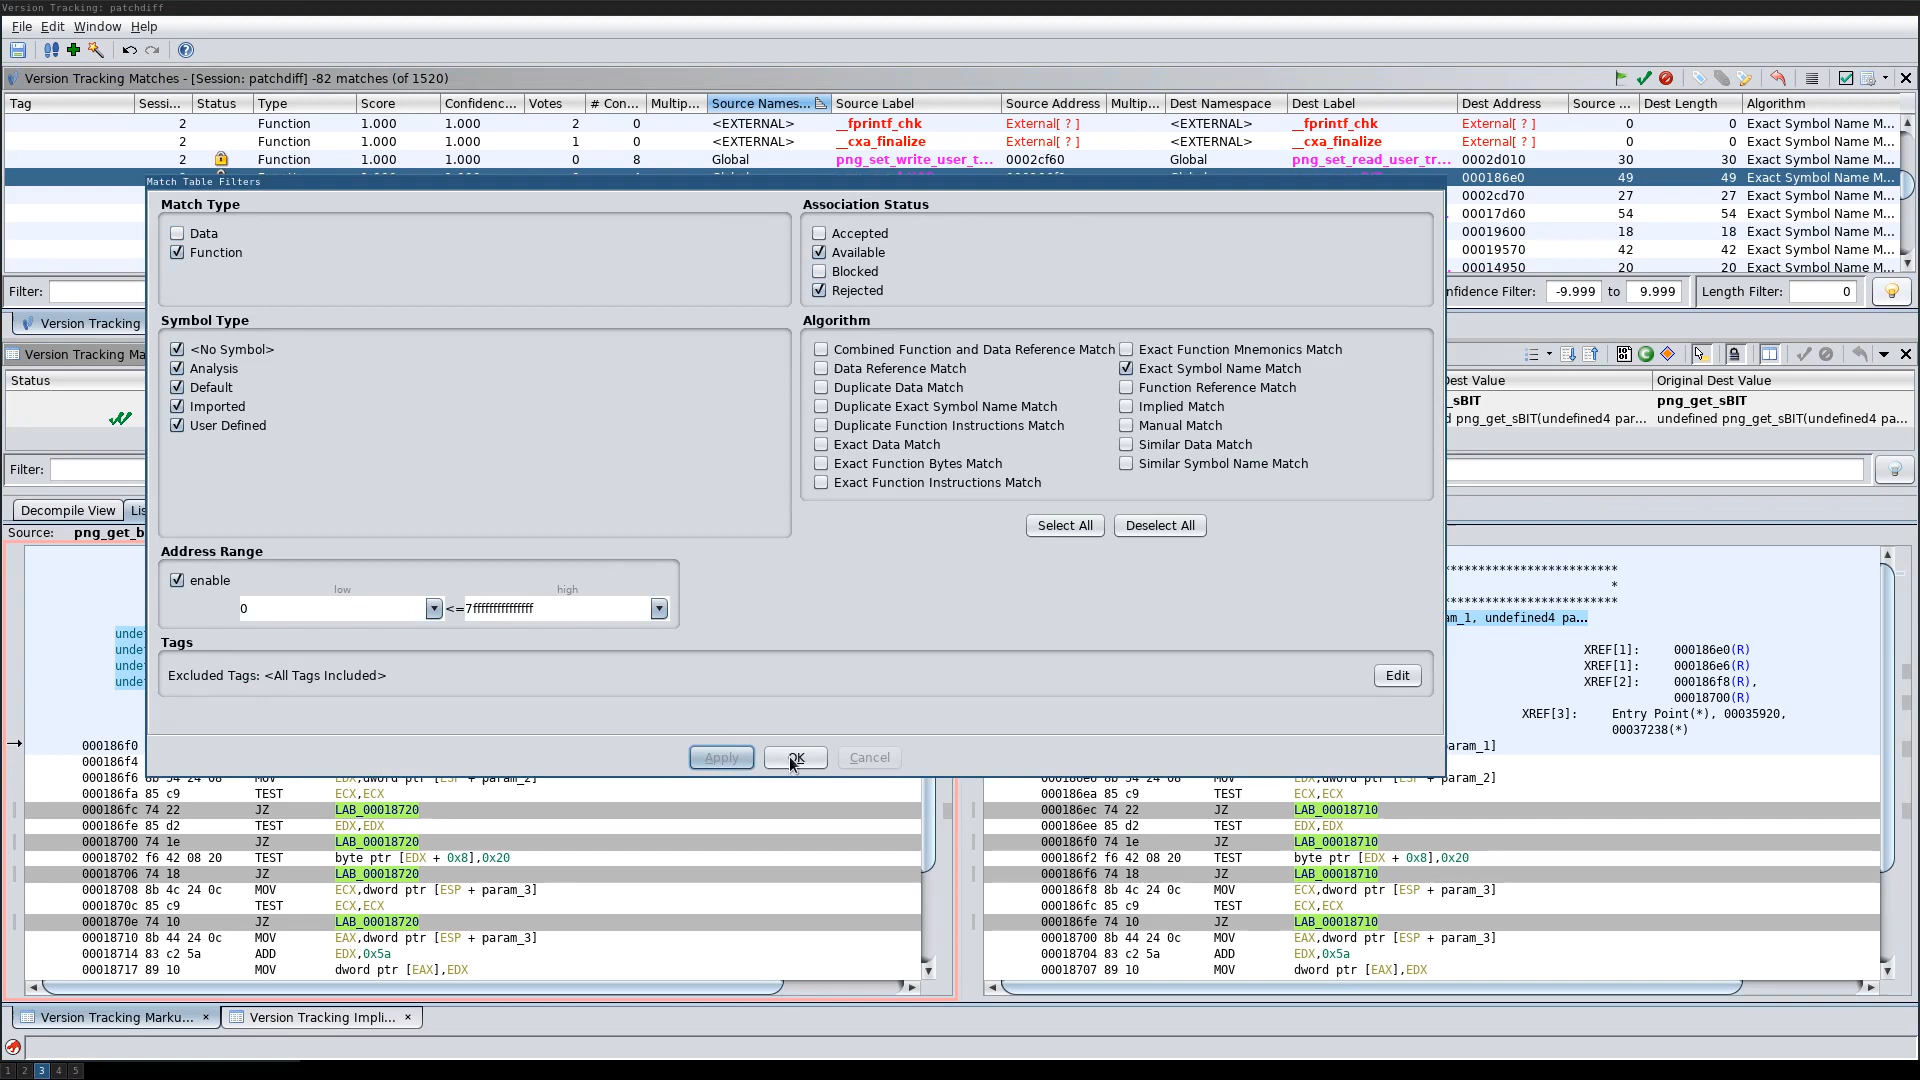 Version Tracking: patchdiff
File Edit Window Help
Version Tracking Matches - [Session: patchdiff] -82 matches (of 1520)
Tag Sessi... Status Type Score Confidenc... Votes # Con... Multip... Source Names... Source Label Source Address Multip... Dest Namespace Dest Label Dest Address Source ... Dest Length Algorithm
2 Function 1.000 1.000 2 0 <EXTERNAL> __fprintf_chk External[ ? ] <EXTERNAL> __fprintf_chk External[ ? ] 0 0 Exact Symbol Name M...
2 Function 1.000 1.000 1 0 <EXTERNAL> __cxa_finalize External[ ? ] <EXTERNAL> __cxa_finalize External[ ? ] 0 0 Exact Symbol Name M...
2 Function 1.000 1.000 0 8 Global png_set_write_user_t... 0002cf60 Global png_set_read_user_tr... 0002d010 30 30 Exact Symbol Name M...
000186e0 49 49 Exact Symbol Name M...
0002cd70 27 27 Exact Symbol Name M...
00017d60 54 54 Exact Symbol Name M...
00019600 18 18 Exact Symbol Name M...
00019570 42 42 Exact Symbol Name M...
00014950 20 20 Exact Symbol Name M...
Match Table Filters
Match Type
Data
Function
Association Status
Accepted
Available
Blocked
Rejected
Symbol Type
<No Symbol>
Analysis
Default
Imported
User Defined
Algorithm
Combined Function and Data Reference Match Exact Function Mnemonics Match
Data Reference Match Exact Symbol Name Match
Duplicate Data Match Function Reference Match
Duplicate Exact Symbol Name Match Implied Match
Duplicate Function Instructions Match Manual Match
Exact Data Match Similar Data Match
Exact Function Bytes Match Similar Symbol Name Match
Exact Function Instructions Match
Select All Deselect All
Address Range
enable
low high
0 <= 7fffffffffffffff
Tags
Excluded Tags: <All Tags Included> Edit
Apply OK Cancel
Filter: nfidence Filter: -9.999 to 9.999 Length Filter: 0
Version Tracking
Version Tracking Ma
Status est Value Original Dest Value
_sBIT png_get_sBIT
d png_get_sBIT(undefined4 par... undefined png_get_sBIT(undefined4 pa...
Filter:
Decompile View Lis
Source: png_get_b
******************************
*
******************************
am_1, undefined4 pa...
unde
unde
unde
unde
XREF[1]: 000186e0(R)
XREF[1]: 000186e6(R)
XREF[2]: 000186f8(R),
00018700(R)
XREF[3]: Entry Point(*), 00035920,
00037238(*)
000186f0 aram_1]
000186f4
000186f6 8b 54 24 08 MOV EDX,dword ptr [ESP + param_2]
000186fa 85 c9 TEST ECX,ECX
000186fc 74 22 JZ LAB_00018720
000186fe 85 d2 TEST EDX,EDX
00018700 74 1e JZ LAB_00018720
00018702 f6 42 08 20 TEST byte ptr [EDX + 0x8],0x20
00018706 74 18 JZ LAB_00018720
00018708 8b 4c 24 0c MOV ECX,dword ptr [ESP + param_3]
0001870c 85 c9 TEST ECX,ECX
0001870e 74 10 JZ LAB_00018720
00018710 8b 44 24 0c MOV EAX,dword ptr [ESP + param_3]
00018714 83 c2 5a ADD EDX,0x5a
00018717 89 10 MOV dword ptr [EAX],EDX
000186e6 8b 54 24 08 MOV EDX,dword ptr [ESP + param_2]
000186ea 85 c9 TEST ECX,ECX
000186ec 74 22 JZ LAB_00018710
000186ee 85 d2 TEST EDX,EDX
000186f0 74 1e JZ LAB_00018710
000186f2 f6 42 08 20 TEST byte ptr [EDX + 0x8],0x20
000186f6 74 18 JZ LAB_00018710
000186f8 8b 4c 24 0c MOV ECX,dword ptr [ESP + param_3]
000186fc 85 c9 TEST ECX,ECX
000186fe 74 10 JZ LAB_00018710
00018700 8b 44 24 0c MOV EAX,dword ptr [ESP + param_3]
00018704 83 c2 5a ADD EDX,0x5a
00018707 89 10 MOV dword ptr [EAX],EDX
Version Tracking Marku... × Version Tracking Impli... ×
1 2 3 4 5